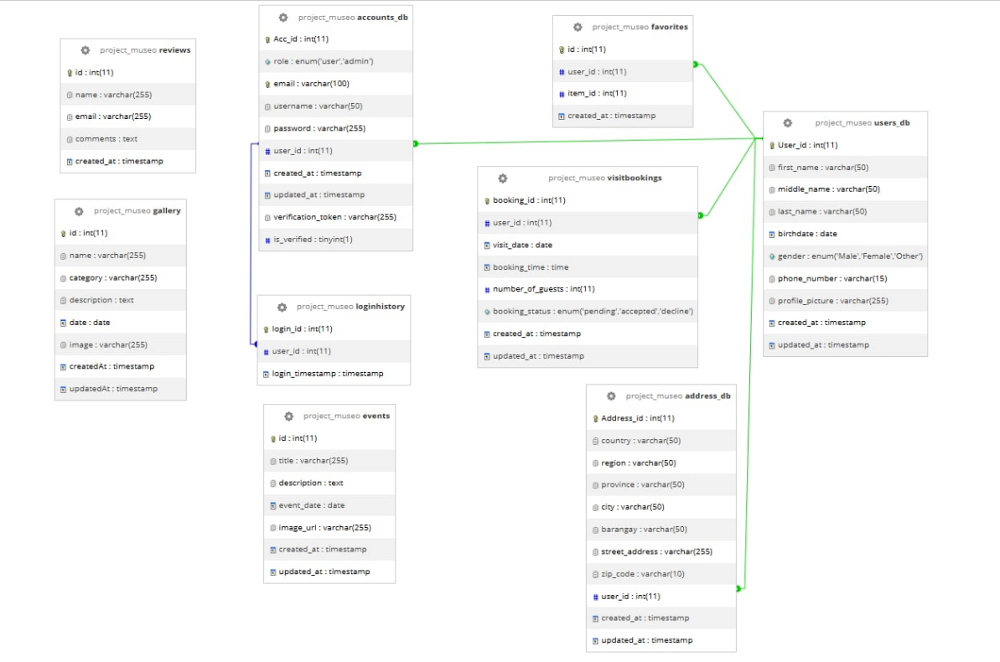 project_museo reviews
id : int(11)
name : varchar(255)
email : varchar(255)
comments : text
created_at : timestamp
project_museo gallery
id : int(11)
name : varchar(255)
category : varchar(255)
description : text
date : date
image : varchar(255)
createdAt : timestamp
updatedAt : timestamp
project_museo accounts_db
Acc_id : int(11)
role : enum('user','admin')
email : varchar(100)
username : varchar(50)
password : varchar(255)
user_id : int(11)
created_at : timestamp
updated_at : timestamp
verification_token : varchar(255)
is_verified : tinyint(1)
project_museo loginhistory
login_id : int(11)
user_id : int(11)
login_timestamp : timestamp
project_museo events
id : int(11)
title : varchar(255)
description : text
event_date : date
image_url : varchar(255)
created_at : timestamp
updated_at : timestamp
project_museo favorites
id : int(11)
user_id : int(11)
item_id : int(11)
created_at : timestamp
project_museo visitbookings
booking_id : int(11)
user_id : int(11)
visit_date : date
booking_time : time
number_of_guests : int(11)
booking_status : enum('pending','accepted','decline')
created_at : timestamp
updated_at : timestamp
project_museo users_db
User_id : int(11)
first_name : varchar(50)
middle_name : varchar(50)
last_name : varchar(50)
birthdate : date
gender : enum('Male','Female','Other')
phone_number : varchar(15)
profile_picture : varchar(255)
created_at : timestamp
updated_at : timestamp
project_museo address_db
Address_id : int(11)
country : varchar(50)
region : varchar(50)
province : varchar(50)
city : varchar(50)
barangay : varchar(50)
street_address : varchar(255)
zip_code : varchar(10)
user_id : int(11)
created_at : timestamp
updated_at : timestamp